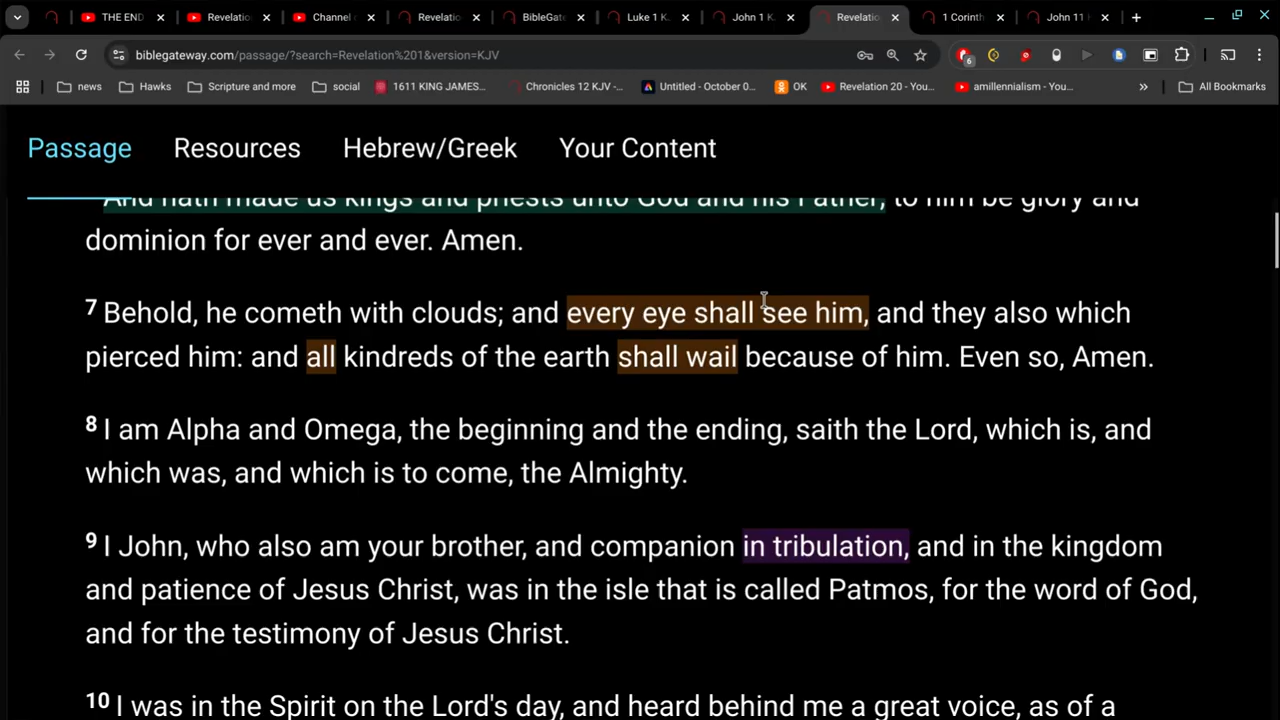 THE END
Revelatio
Channel
Revelatio
BibleGat
Luke 1 K
John 1 K
Revelatio
1 Corinth
John 11
biblegateway.com/passage/?search=Revelation%201&version=KJV
6
news
Hawks
Scripture and more
social
1611 KING JAMES...
Chronicles 12 KJV -...
Untitled - October 0...
OK
Revelation 20 - You...
amillennialism - You...
»
All Bookmarks
Passage Resources Hebrew/Greek Your Content
And hath made us kings and priests unto God and his Father; to him be glory and
dominion for ever and ever. Amen.
7 Behold, he cometh with clouds; and every eye shall see him, and they also which
pierced him: and all kindreds of the earth shall wail because of him. Even so, Amen.
8 I am Alpha and Omega, the beginning and the ending, saith the Lord, which is, and
which was, and which is to come, the Almighty.
9 I John, who also am your brother, and companion in tribulation, and in the kingdom
and patience of Jesus Christ, was in the isle that is called Patmos, for the word of God,
and for the testimony of Jesus Christ.
10 I was in the Spirit on the Lord's day, and heard behind me a great voice, as of a